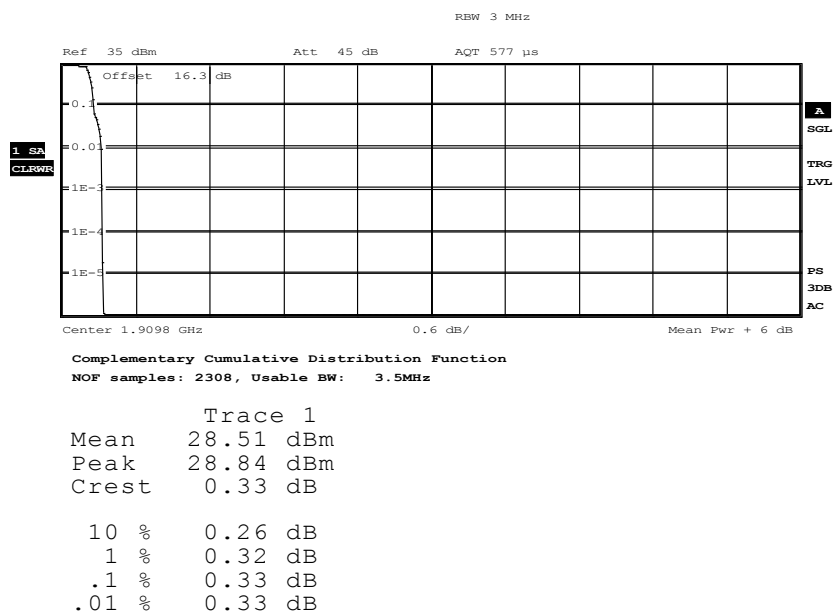 RBW 3 MHz
Ref 35 dBm Att 45 dB AQT 577 µs
Offset 16.3 dB
0.1
A
SGL
0.01
1 SA
CLRWR
TRG
1E-3
LVL
1E-4
1E-5
PS
3DB
AC
Center 1.9098 GHz 0.6 dB/ Mean Pwr + 6 dB
Complementary Cumulative Distribution Function
NOF samples: 2308, Usable BW: 3.5MHz
Trace 1
Mean 28.51 dBm
Peak 28.84 dBm
Crest 0.33 dB
10 % 0.26 dB
1 % 0.32 dB
.1 % 0.33 dB
.01 % 0.33 dB